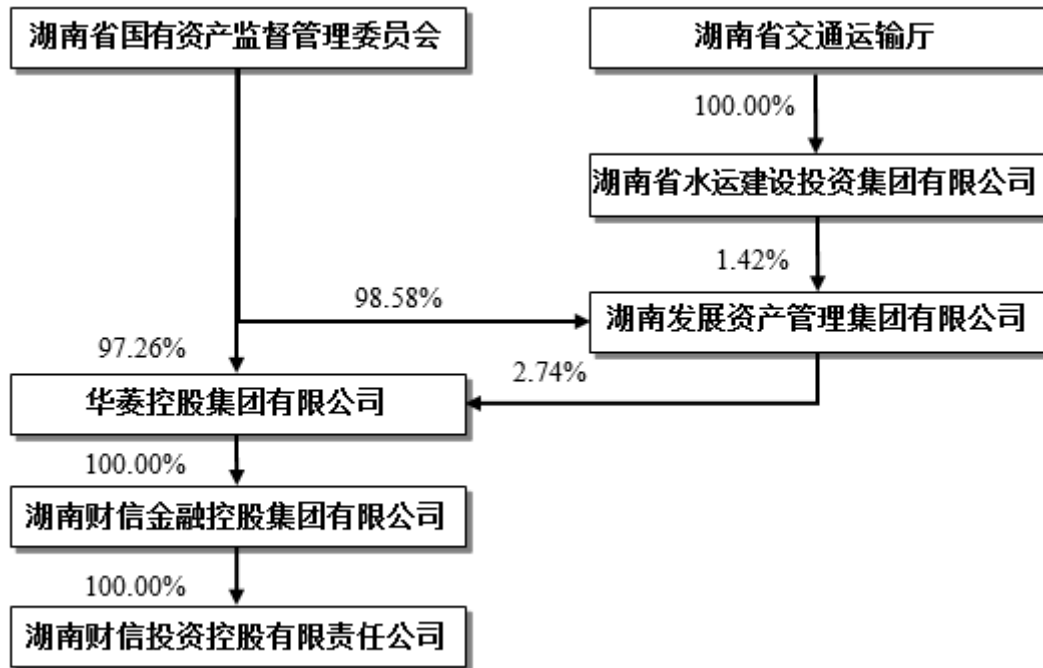 湖南省国有资产监督管理委员会
湖南省交通运输厅
100.00%
湖南省水运建设投资集团有限公司
1.42%
98.58%
湖南发展资产管理集团有限公司
97.26%
2.74%
华菱控股集团有限公司
100.00%
湖南财信金融控股集团有限公司
100.00%
湖南财信投资控股有限责任公司